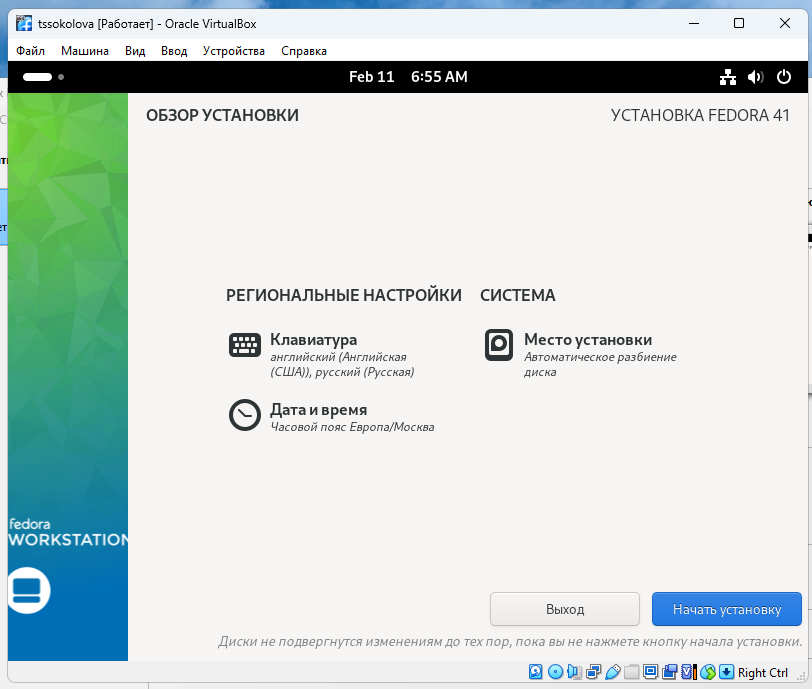 tssokolova [Работает] - Oracle VirtualBox
Файл Машина Вид Ввод Устройства Справка
Feb 11 6:55 AM
ОБЗОР УСТАНОВКИ
УСТАНОВКА FEDORA 41
РЕГИОНАЛЬНЫЕ НАСТРОЙКИ
Клавиатура
английский (Английская
(США)), русский (Русская)
Дата и время
Часовой пояс Европа/Москва
СИСТЕМА
Место установки
Автоматическое разбиение
диска
fedora
WORKSTATION
Выход
Начать установку
Диски не подвергнутся изменениям до тех пор, пока вы не нажмете кнопку начала установки.
Right Ctrl